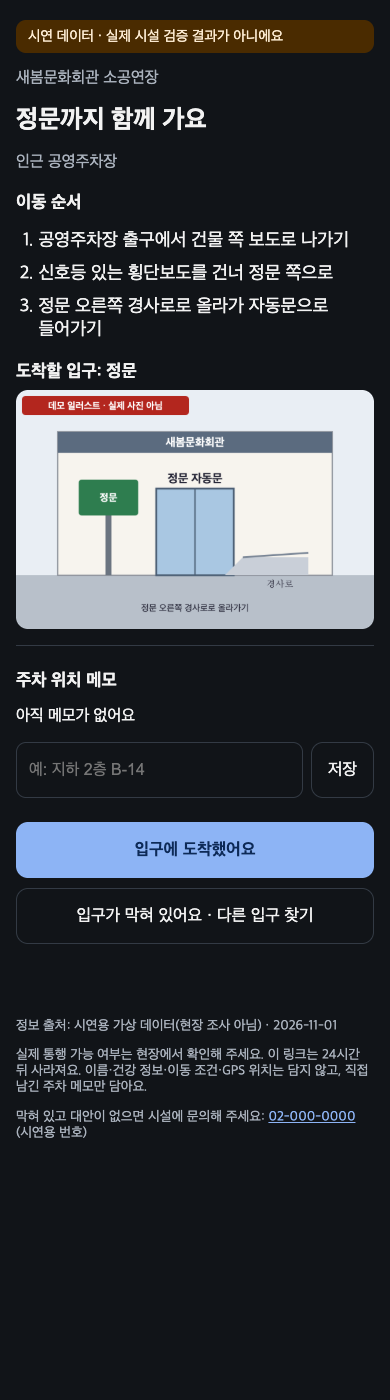 시연 데이터 · 실제 시설 검증 결과가 아니에요
새봄문화회관 소공연장
정문까지 함께 가요
인근 공영주차장
이동 순서
1. 공영주차장 출구에서 건물 쪽 보도로 나가기
2. 신호등 있는 횡단보도를 건너 정문 쪽으로
3. 정문 오른쪽 경사로로 올라가 자동문으로
들어가기
도착할 입구: 정문
데모 일러스트 · 실제 사진 아님
새봄문화회관
정문 자동문
정문
경사로
정문 오른쪽 경사로로 올라가기
주차 위치 메모
아직 메모가 없어요
예: 지하 2층 B-14
저장
입구에 도착했어요
입구가 막혀 있어요 · 다른 입구 찾기
정보 출처: 시연용 가상 데이터(현장 조사 아님) · 2026-11-01
실제 통행 가능 여부는 현장에서 확인해 주세요. 이 링크는 24시간
뒤 사라져요. 이름·건강 정보·이동 조건·GPS 위치는 담지 않고, 직접
남긴 주차 메모만 담아요.
막혀 있고 대안이 없으면 시설에 문의해 주세요: 02-000-0000
(시연용 번호)